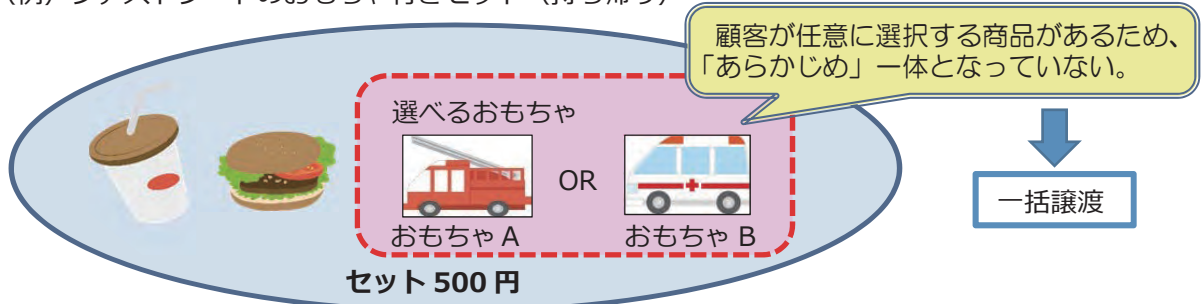 顧客が任意に選択する商品があるため、
「あらかじめ」一体となっていない。
選べるおもちゃ
OR
おもちゃ A
おもちゃ B
セット 500 円
一括譲渡